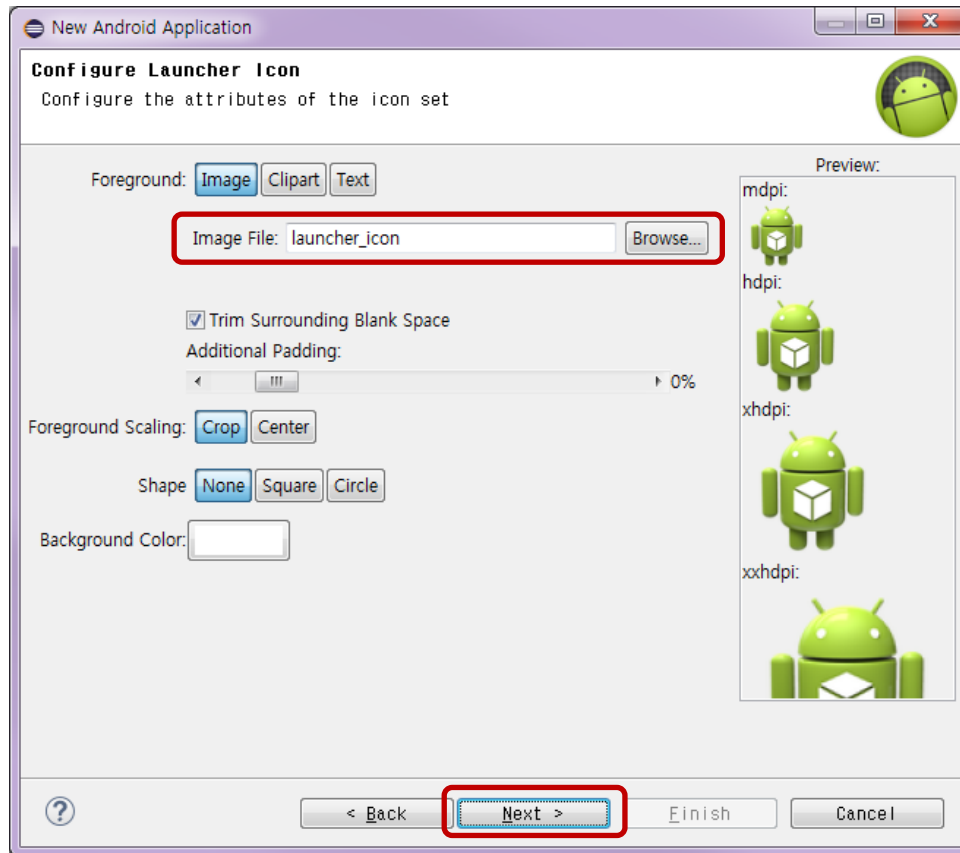 New Android Application
Configure Launcher Icon
Configure the attributes of the icon set
Foreground: Image Clipart Text
Image File: launcher_icon Browse...
Trim Surrounding Blank Space
Additional Padding:
0%
Foreground Scaling: Crop Center
Shape None Square Circle
Background Color:
Preview:
mdpi:
hdpi:
xhdpi:
xxhdpi:
? < Back Next > Finish Cancel